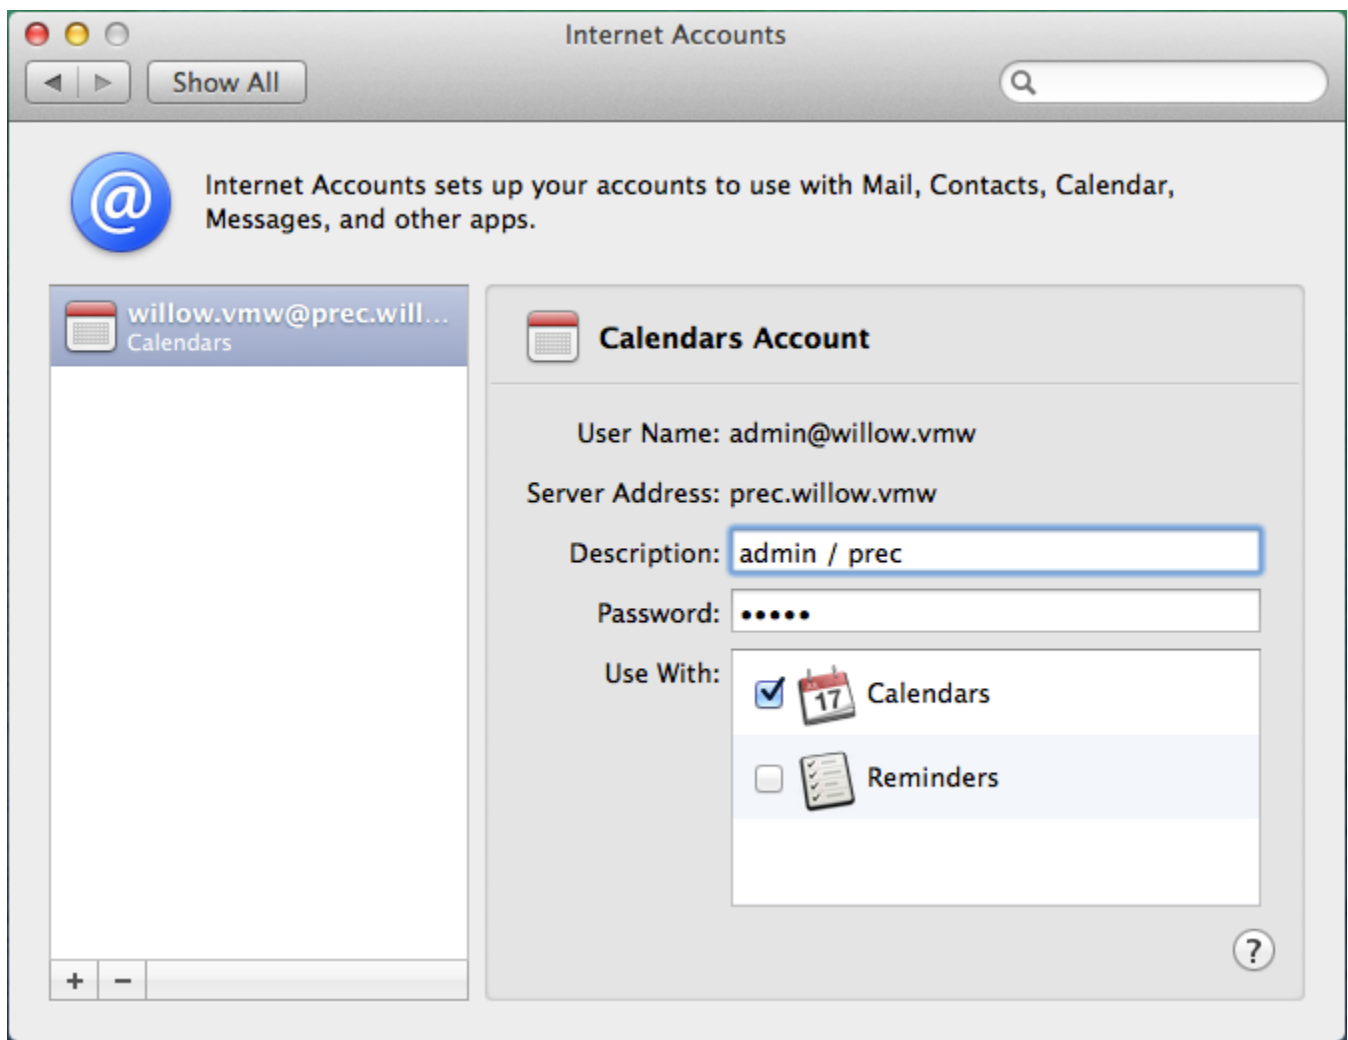 Internet Accounts
Show All
@
Internet Accounts sets up your accounts to use with Mail, Contacts, Calendar,
Messages, and other apps.
willow.vmw@prec.will...
Calendars
Calendars Account
User Name: admin@willow.vmw
Server Address: prec.willow.vmw
Description: admin / prec
Password: •••••
Use With:
17
Calendars
Reminders
+ −
?